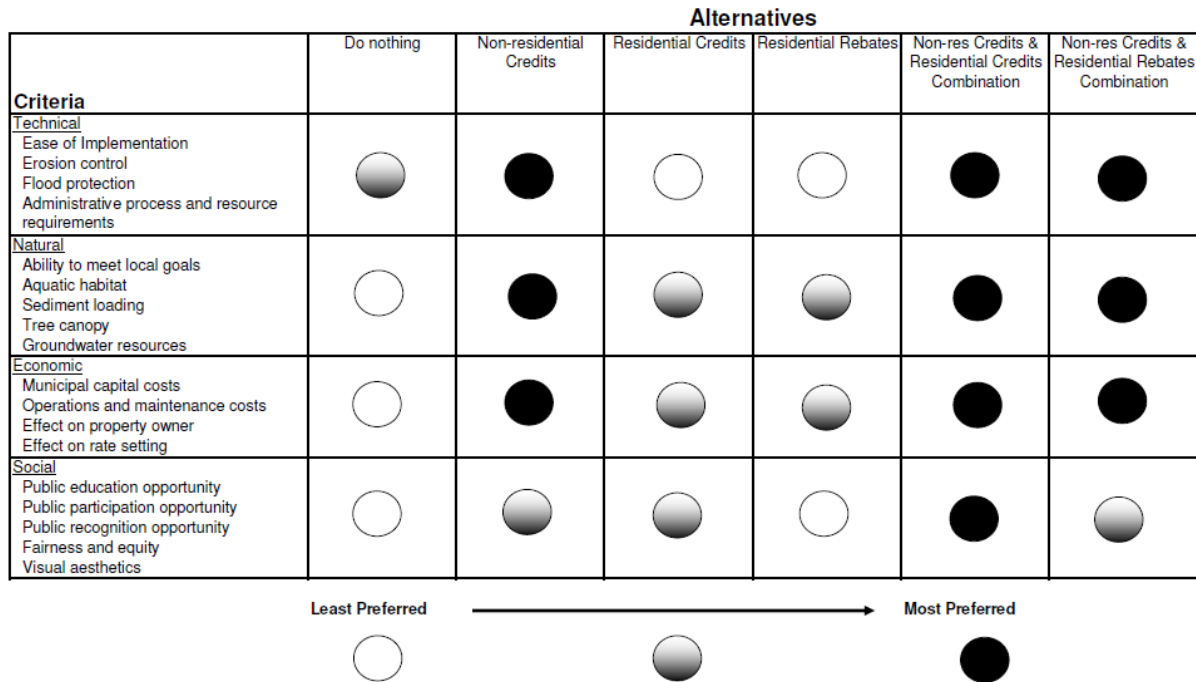 Alternatives
Do nothing
Non-residential
Credits
Residential Credits
Residential Rebates
Non-res Credits &
Residential Credits
Combination
Non-res Credits &
Residential Rebates
Combination
Criteria
Technical
Ease of Implementation
Erosion control
Flood protection
Administrative process and resource
requirements
Natural
Ability to meet local goals
Aquatic habitat
Sediment loading
Tree canopy
Groundwater resources
Economic
Municipal capital costs
Operations and maintenance costs
Effect on property owner
Effect on rate setting
Social
Public education opportunity
Public participation opportunity
Public recognition opportunity
Fairness and equity
Visual aesthetics
Least Preferred
Most Preferred